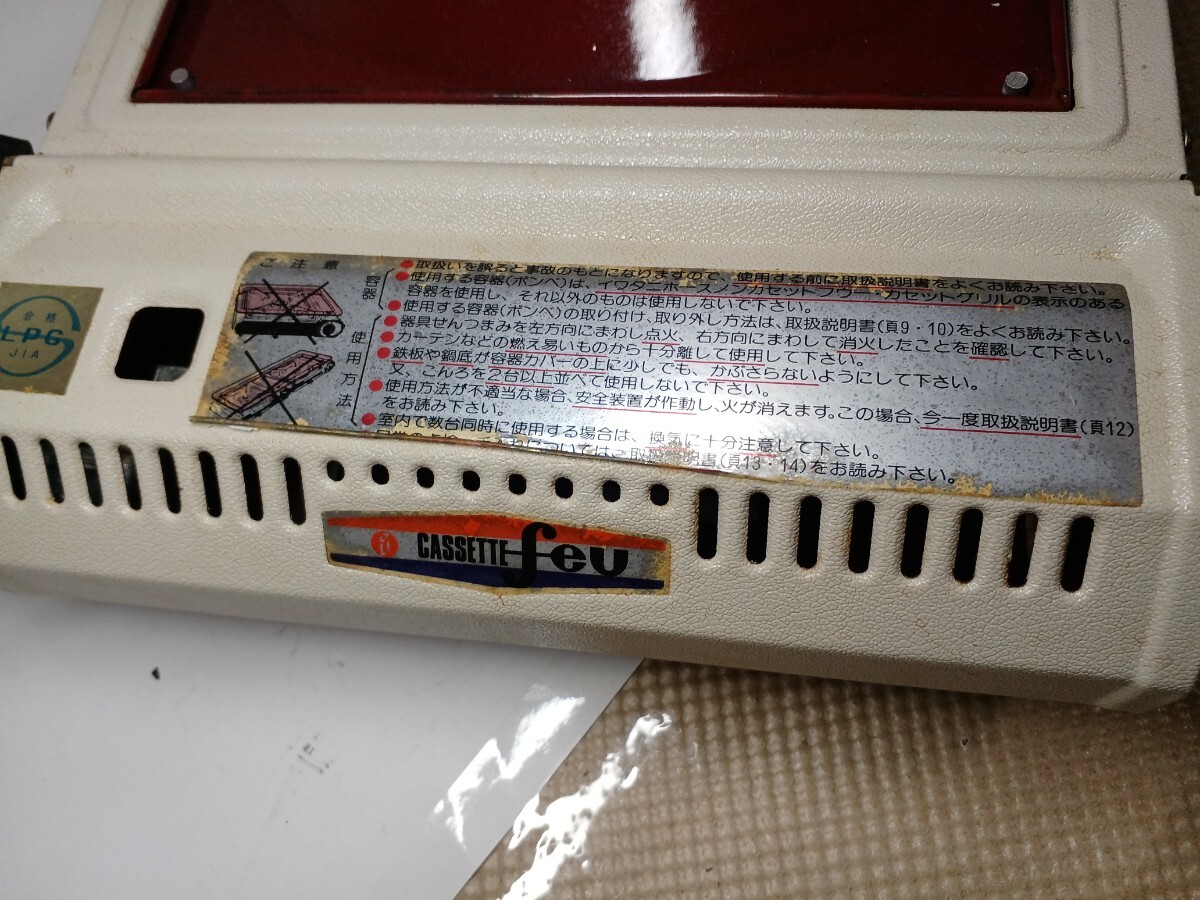 ご注意
●取扱いを誤ると事故のもとになりますので、使用する前に取扱説明書をよくお読み下さい。
容器
●使用する容器(ボンベ)は、イワタニホースノンカセットフウー・カセットグリルの表示のある
容器を使用し、それ以外のものは使用しないで下さい。
●使用する容器(ボンベ)の取り付け、取り外し方法は、取扱説明書(頁9・10)をよくお読み下さい。
使用方法
●器具せんつまみを左方向にまわし点火、右方向にまわして消火したことを確認して下さい。
●カーテンなどの燃え易いものから十分離して使用して下さい。
●鉄板や鍋底が容器カバーの上に少しでも、かぶさらないようにして下さい。
又、こんろを2台以上並べて使用しないで下さい。
●使用方法が不適当な場合、安全装置が作動し、火が消えます。この場合、今一度取扱説明書(頁12)
をお読み下さい。
●室内で数台同時に使用する場合は、換気に十分注意して下さい。
については、取扱説明書(頁13・14)をお読み下さい。
合格
LPG
JIA
CASSETTE feu